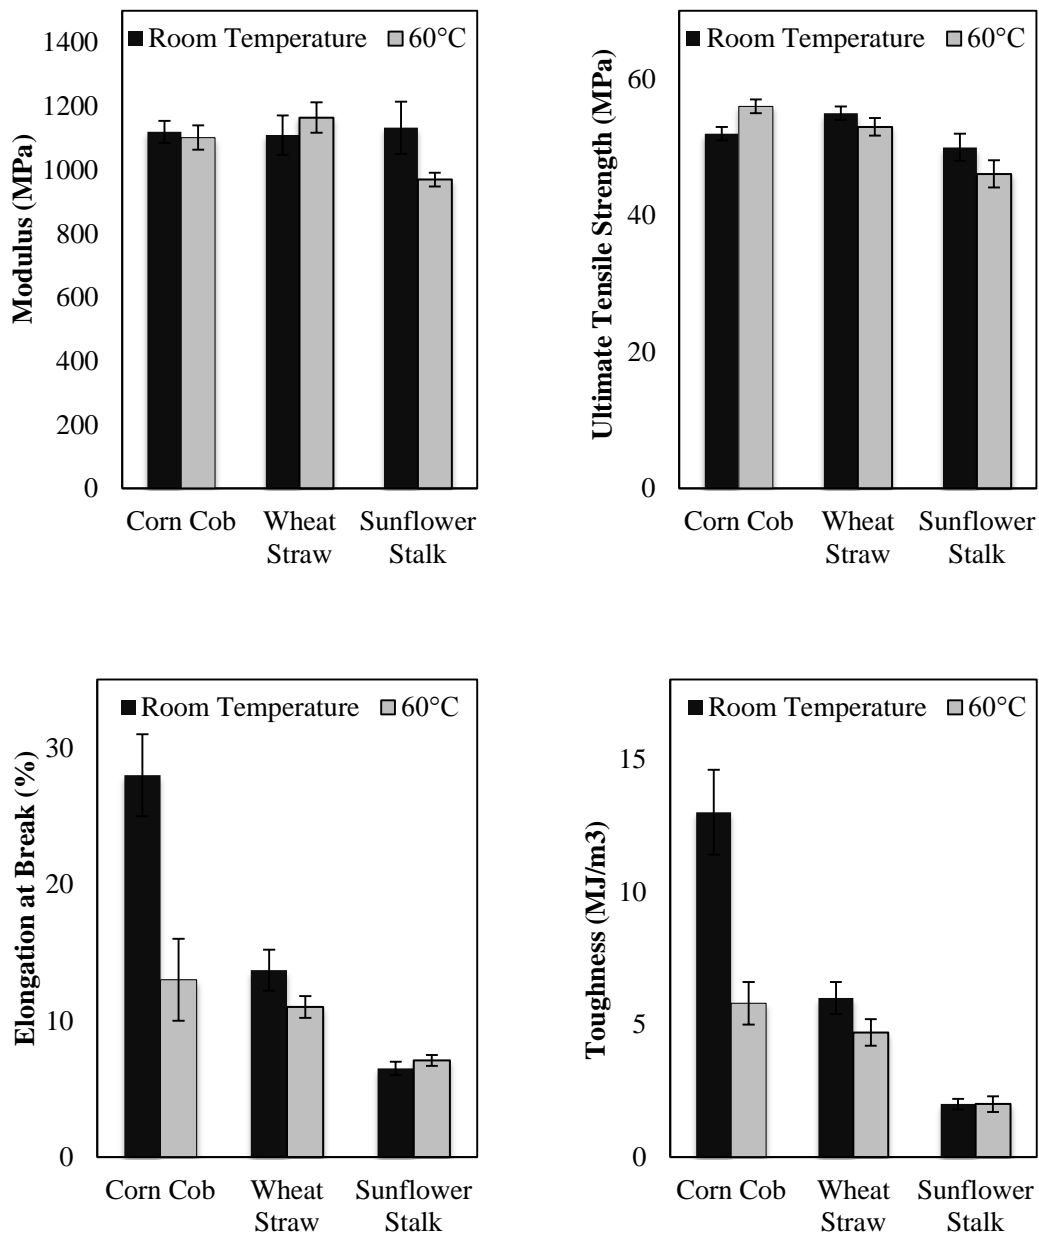 Modulus (MPa)
1400
1200
1000
800
600
400
200
0
Room Temperature 60°C
Corn Cob Wheat Sunflower
Straw Stalk
Ultimate Tensile Strength (MPa)
60
40
20
0
Room Temperature 60°C
Corn Cob Wheat Sunflower
Straw Stalk
Elongation at Break (%)
30
20
10
0
Room Temperature 60°C
Corn Cob Wheat Sunflower
Straw Stalk
Toughness (MJ/m3)
15
10
5
0
Room Temperature 60°C
Corn Cob Wheat Sunflower
Straw Stalk